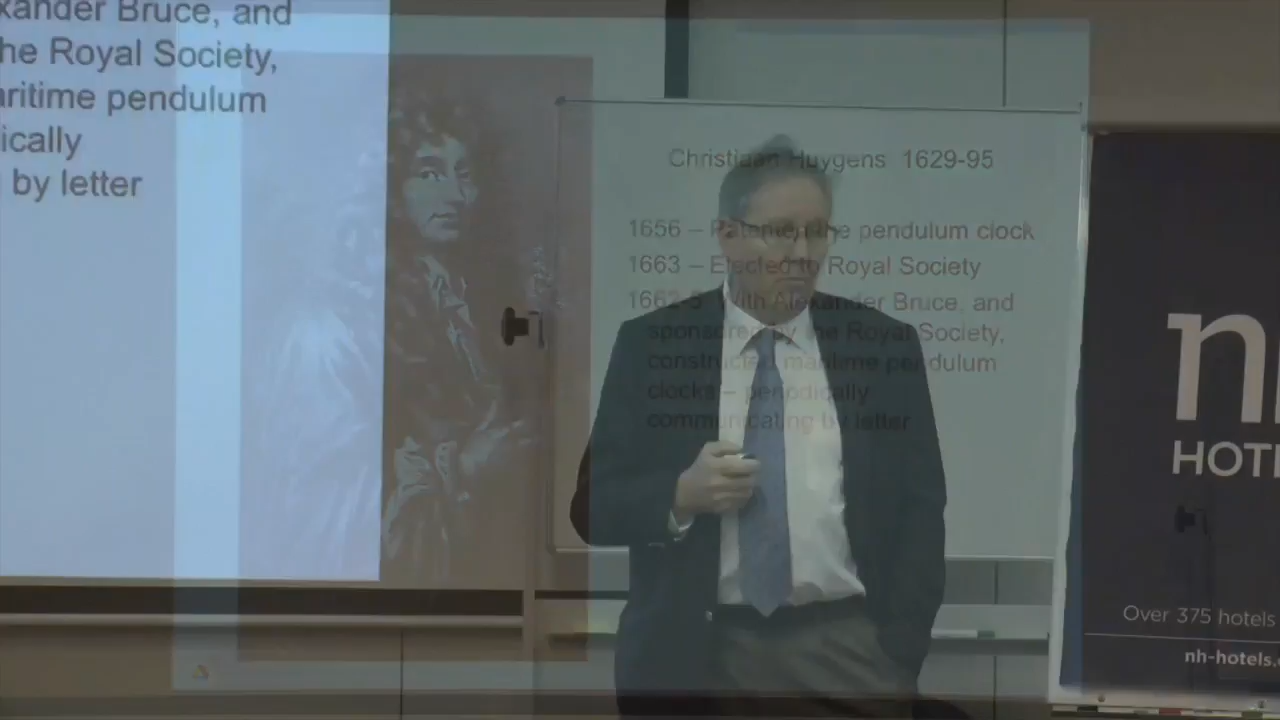 xander Bruce, and
he Royal Society,
aritime pendulum
ically
by letter
Christiaan Huygens 1629-95
1656 – Patented the pendulum clock
1663 – Elected to Royal Society
1662-5 With Alexander Bruce, and
sponsored by the Royal Society,
constructed maritime pendulum
clocks – periodically
communicating by letter
nh
HOTE
Over 375 hotels
nh-hotels.c